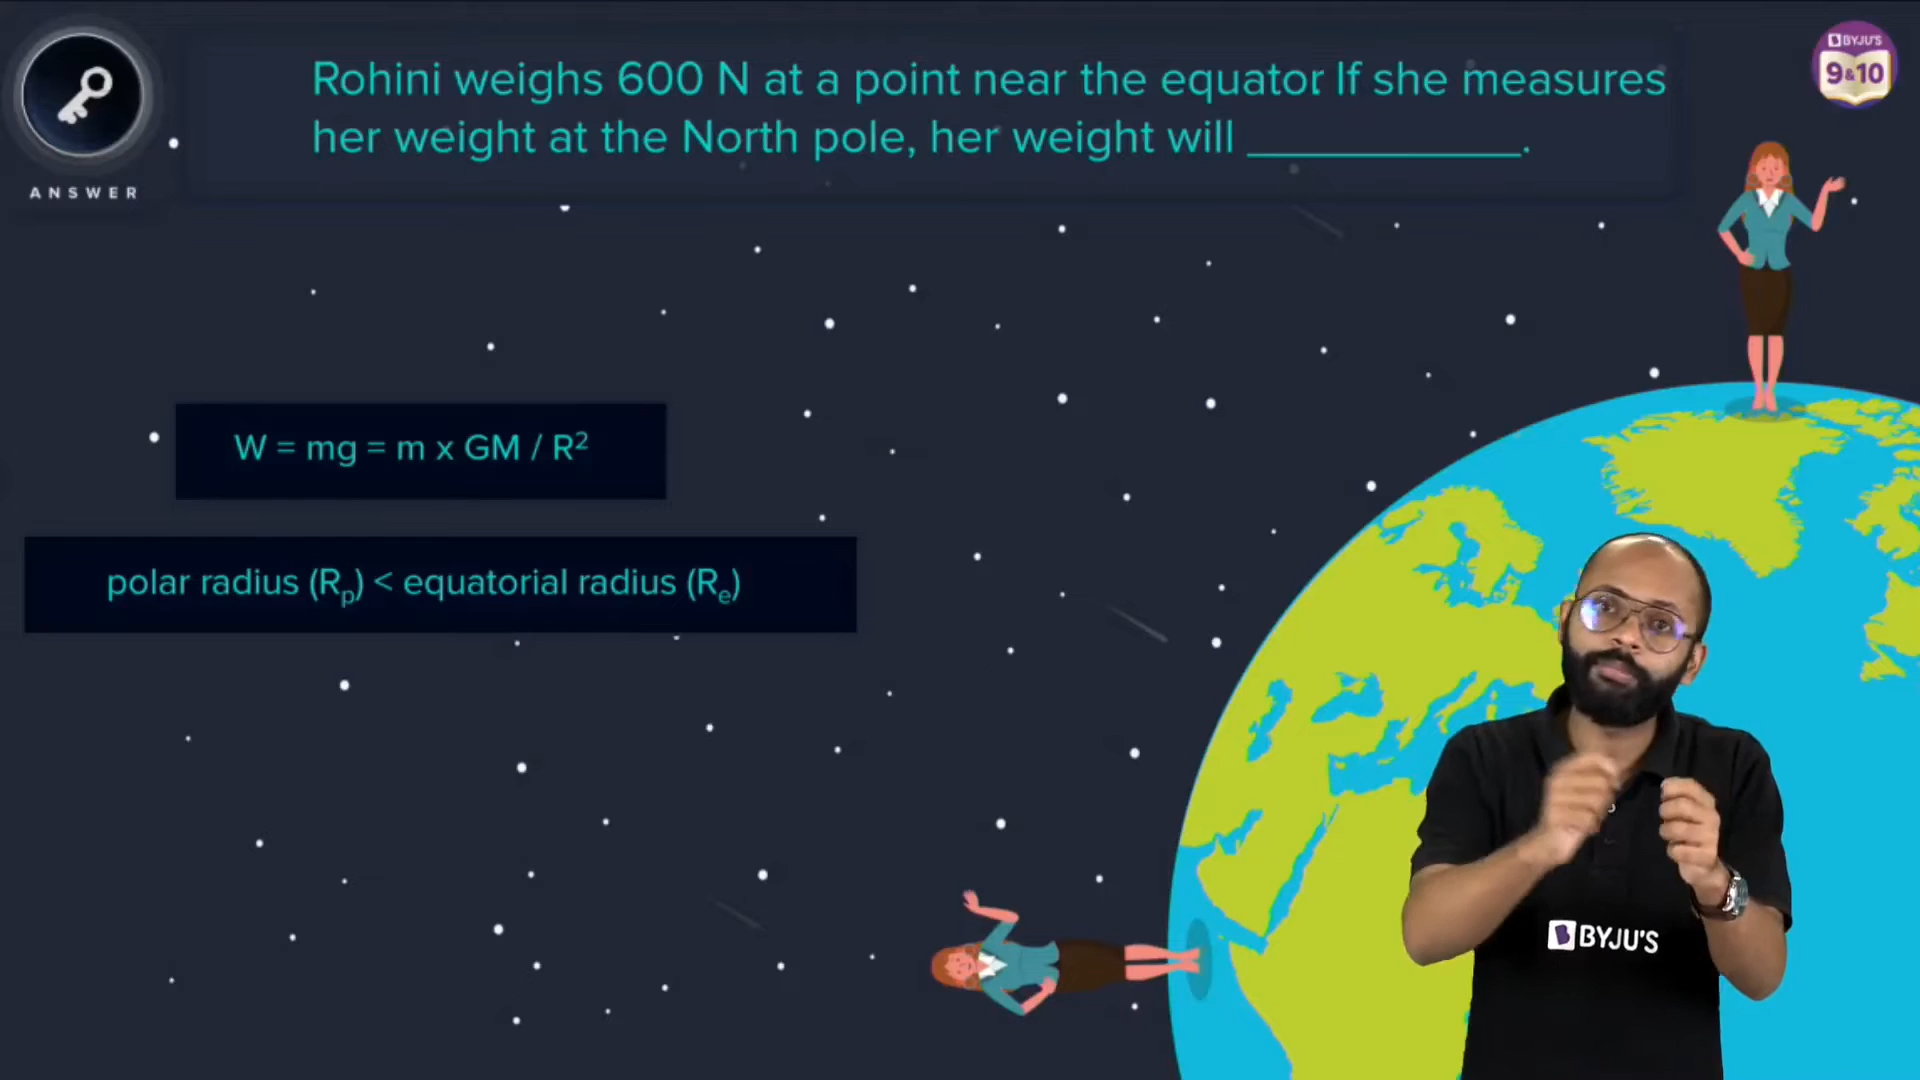 Rohini weighs 600 N at a point near the equator. If she measures
her weight at the North pole, her weight will ____________.
BYJU'S
9&10
ANSWER
W = mg = m x GM / R²
polar radius (Rₚ) < equatorial radius (Rₑ)
BYJU'S